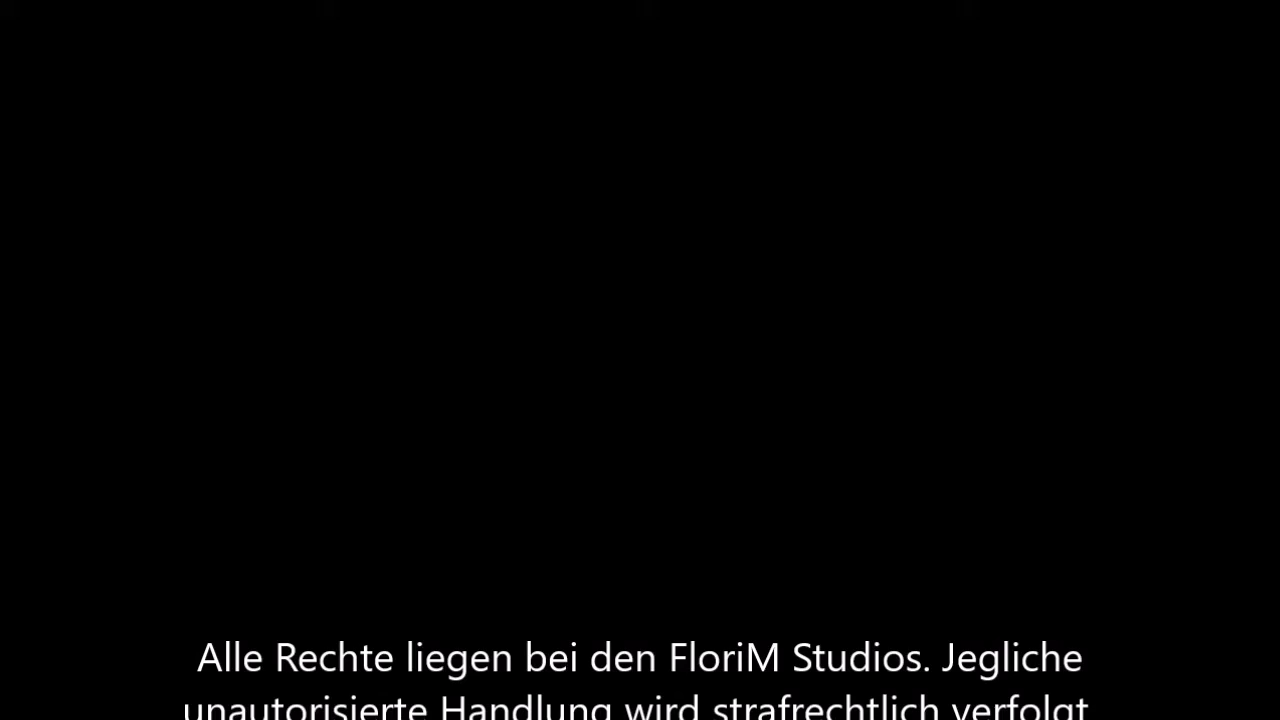 Alle Rechte liegen bei den FloriM Studios. Jegliche
unautorisierte Handlung wird strafrechtlich verfolgt